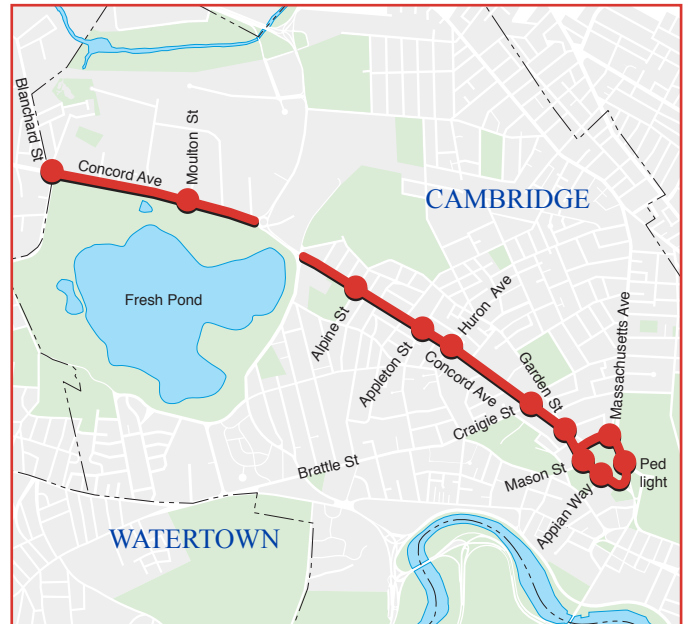 Blanchard St
Concord Ave
Moulton St
CAMBRIDGE
Fresh Pond
Alpine St
Appleton St
Huron Ave
Concord Ave
Craigie St
Garden St
Massachusetts Ave
Brattle St
Mason St
Appian Way
Ped
light
WATERTOWN